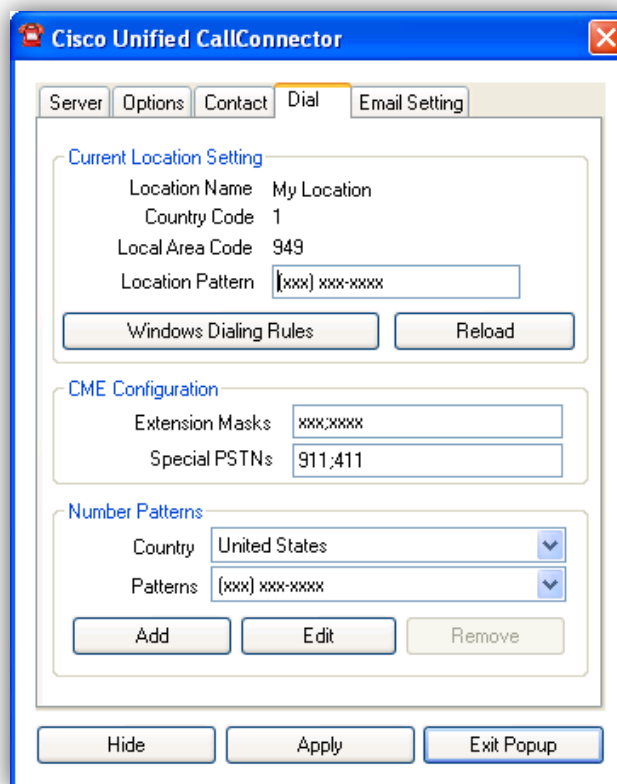 Cisco Unified CallConnector
Server Options Contact Dial Email Setting
Current Location Setting
Location Name My Location
Country Code 1
Local Area Code 949
Location Pattern (xxx) xxx-xxxx
Windows Dialing Rules Reload
CME Configuration
Extension Masks xxx;xxxx
Special PSTNs 911;411
Number Patterns
Country United States
Patterns (xxx) xxx-xxxx
Add Edit Remove
Hide Apply Exit Popup